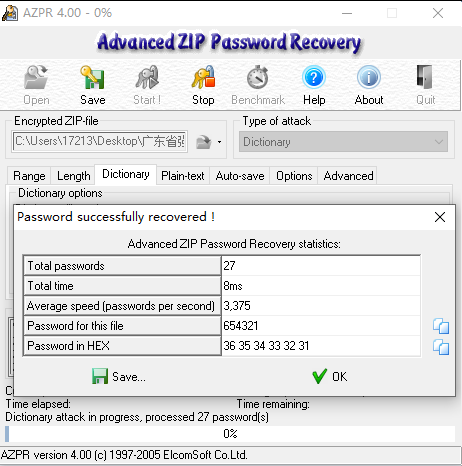 AZPR 4.00 - 0%
Advanced ZIP Password Recovery
Open Save Start ! Stop Benchmark Help About Quit
Encrypted ZIP-file Type of attack
C:\Users\17213\Desktop\广东省强 Dictionary
Range Length Dictionary Plain-text Auto-save Options Advanced
Dictionary options
Password successfully recovered !
Advanced ZIP Password Recovery statistics:
Total passwords 27
Total time 8ms
Average speed (passwords per second) 3,375
Password for this file 654321
Password in HEX 36 35 34 33 32 31
Save... OK
Time elapsed: Time remaining:
Dictionary attack in progress, processed 27 password(s)
0%
AZPR version 4.00 (c) 1997-2005 ElcomSoft Co.Ltd.